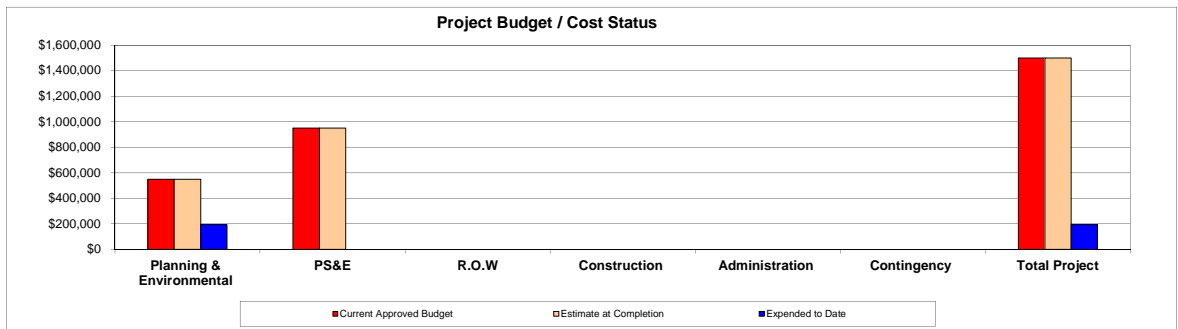 Project Budget / Cost Status
$1,600,000
$1,400,000
$1,200,000
$1,000,000
$800,000
$600,000
$400,000
$200,000
$0
Planning &
Environmental
PS&E
R.O.W
Construction
Administration
Contingency
Total Project
Current Approved Budget
Estimate at Completion
Expended to Date